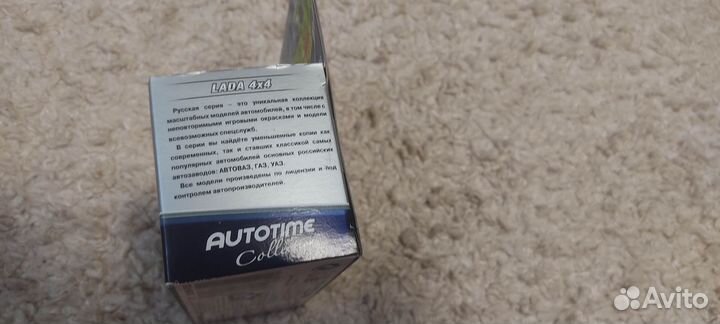 LADA 4x4
Русская серия – это уникальная коллекция
масштабных моделей автомобилей, в том числе с
неповторимыми игровыми окрасками и модели
всевозможных спецслужб.
В серии вы найдёте уменьшенные копии как
современных, так и ставших классикой самых
популярных автомобилей основных российских
автозаводов: АВТОВАЗ, ГАЗ, УАЗ.
Все модели произведены по лицензии и под
контролем автопроизводителей.
AUTOTIME
Avito